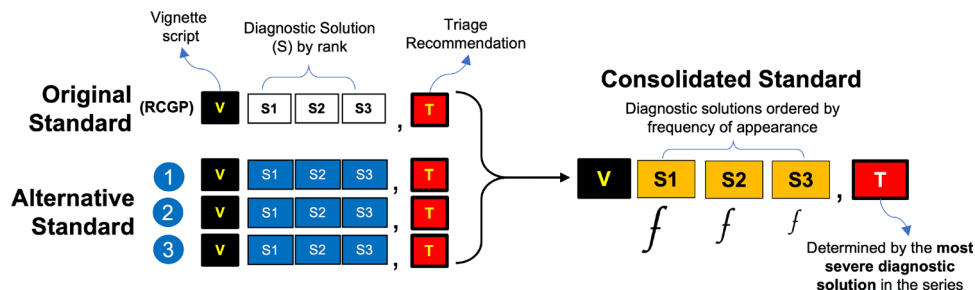 Vignette
script
Diagnostic Solution
(S) by rank
Triage
Recommendation
Original
Standard
(RCGP)
V S1 S2 S3 , T
Alternative
Standard
1 V S1 S2 S3 , T
2 V S1 S2 S3 , T
3 V S1 S2 S3 , T
Consolidated Standard
Diagnostic solutions ordered by
frequency of appearance
V S1 S2 S3 , T
f f f
Determined by the most
severe diagnostic
solution in the series